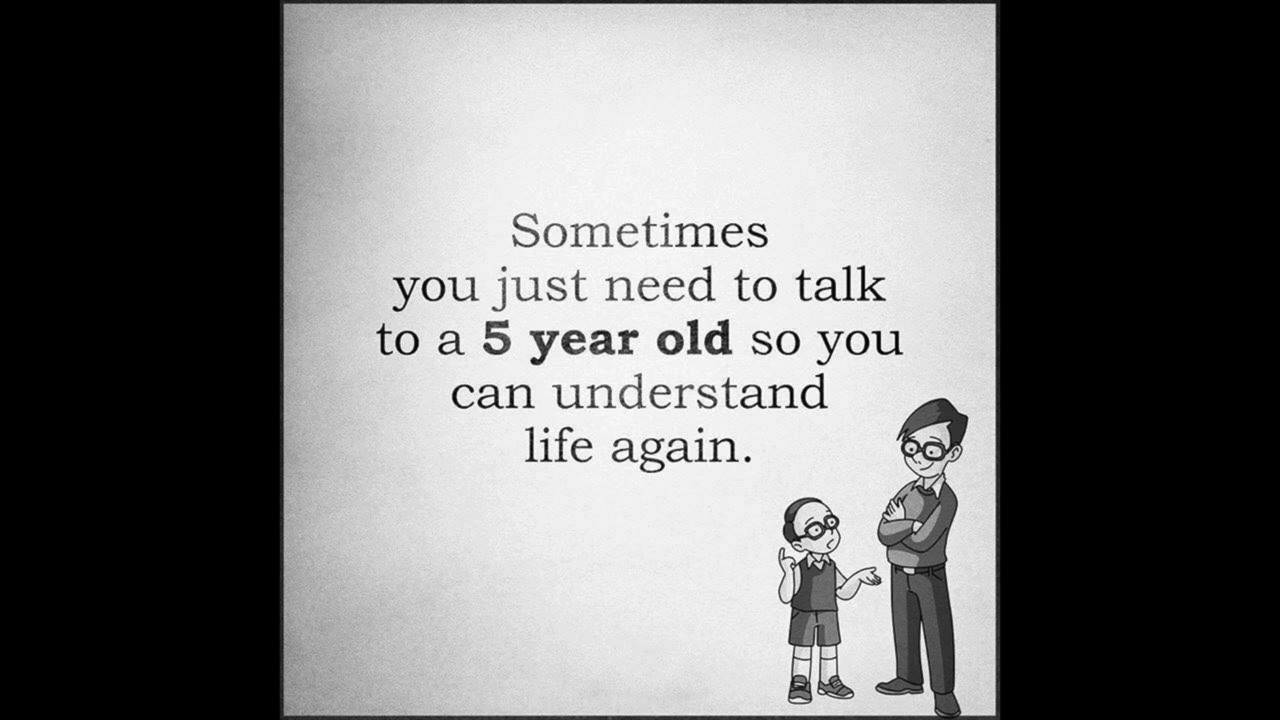 Sometimes
you just need to talk
to a 5 year old so you
can understand
life again.